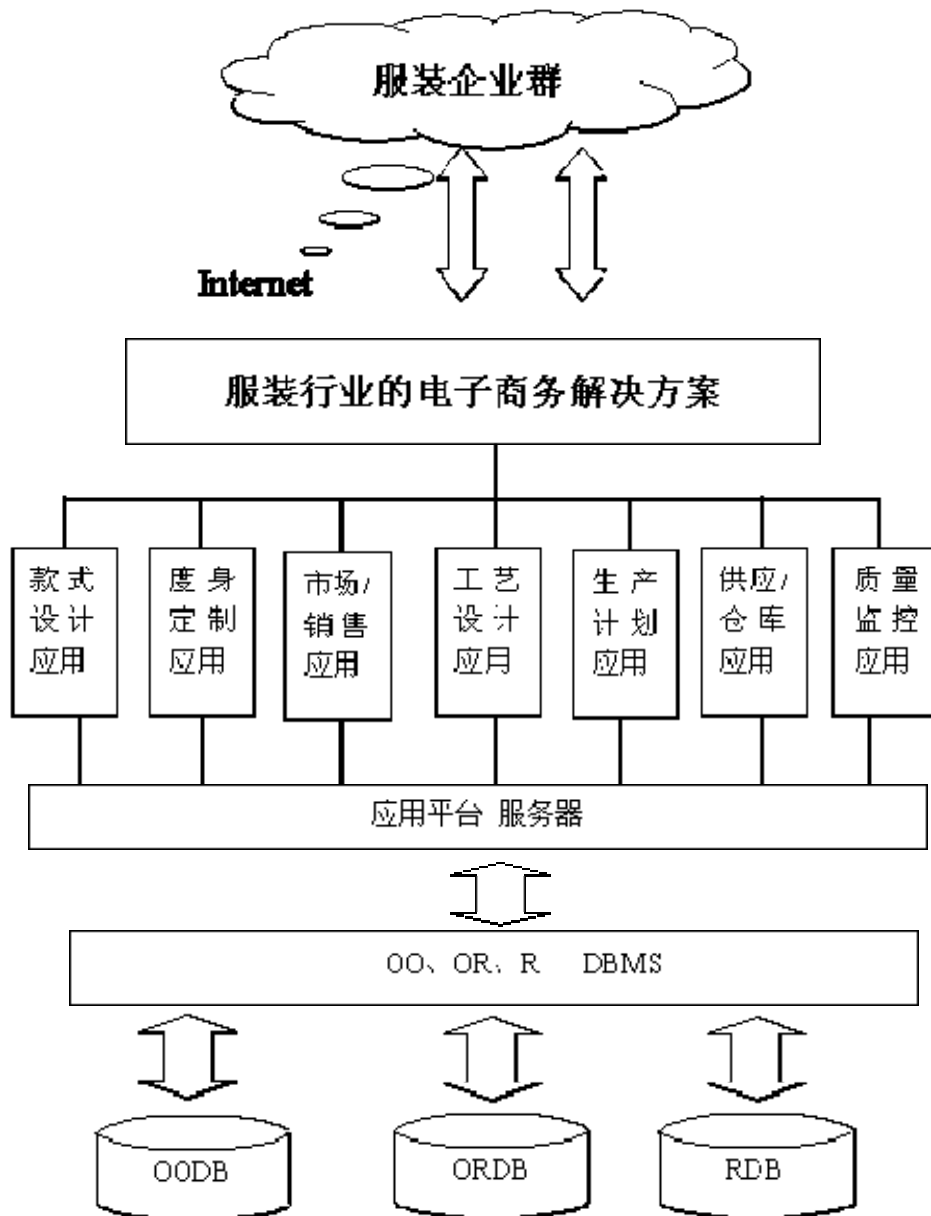 服装企业群
Internet
服装行业的电子商务解决方案
款式
设计
应用
度身
定制
应用
市场/
销售
应用
工艺
设计
应用
生产
计划
应用
供应/
仓库
应用
质量
监控
应用
应用平台 服务器
OO、OR、R DBMS
OODB
ORDB
RDB